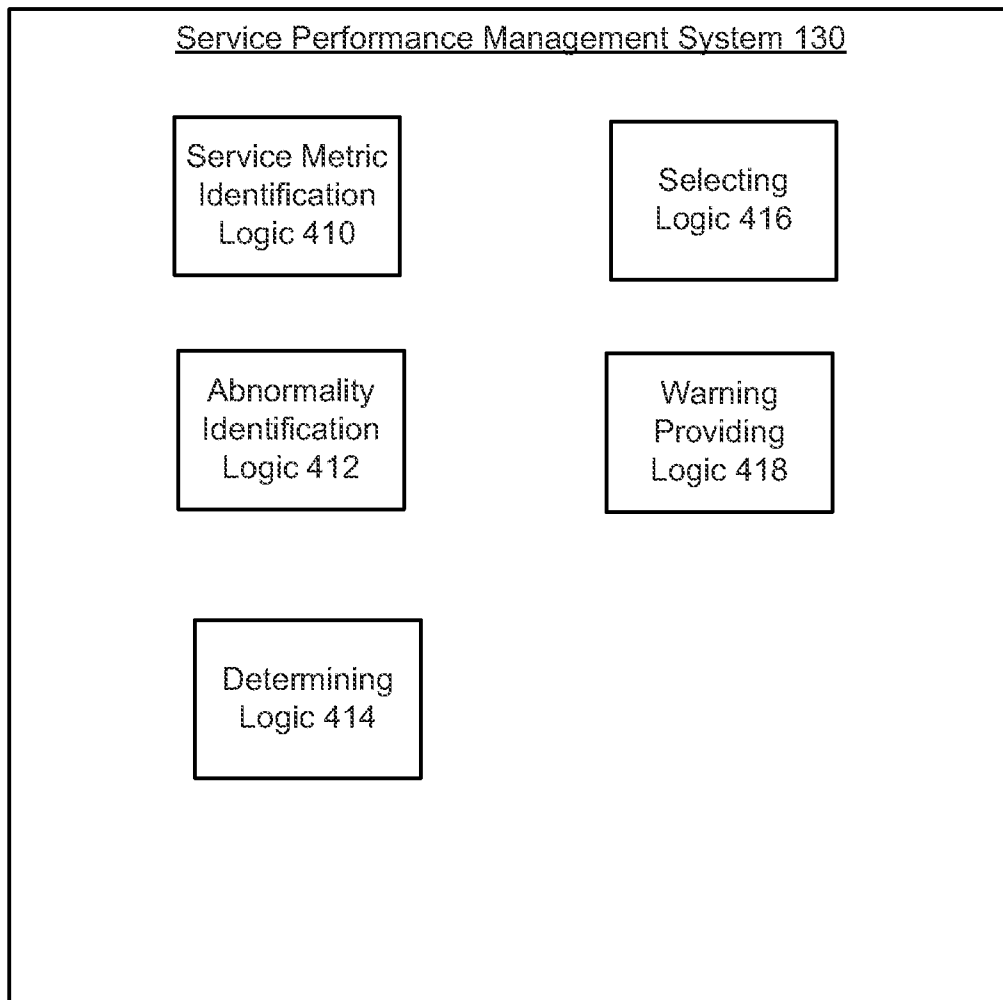 Service Performance Management System 130
Service Metric
Identification
Logic 410
Selecting
Logic 416
Abnormality
Identification
Logic 412
Warning
Providing
Logic 418
Determining
Logic 414